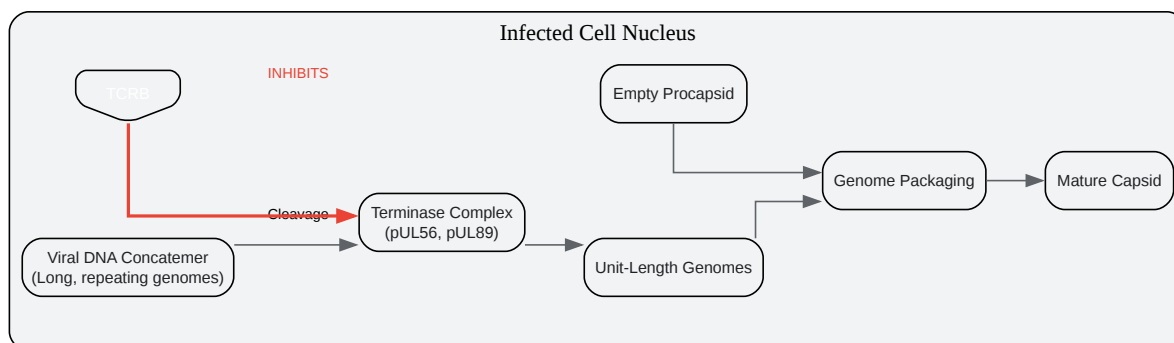 Infected Cell Nucleus
TCRB
INHIBITS
Empty Procapsid
Genome Packaging
Mature Capsid
Cleavage
Terminase Complex
(pUL56, pUL89)
Viral DNA Concatemer
(Long, repeating genomes)
Unit-Length Genomes